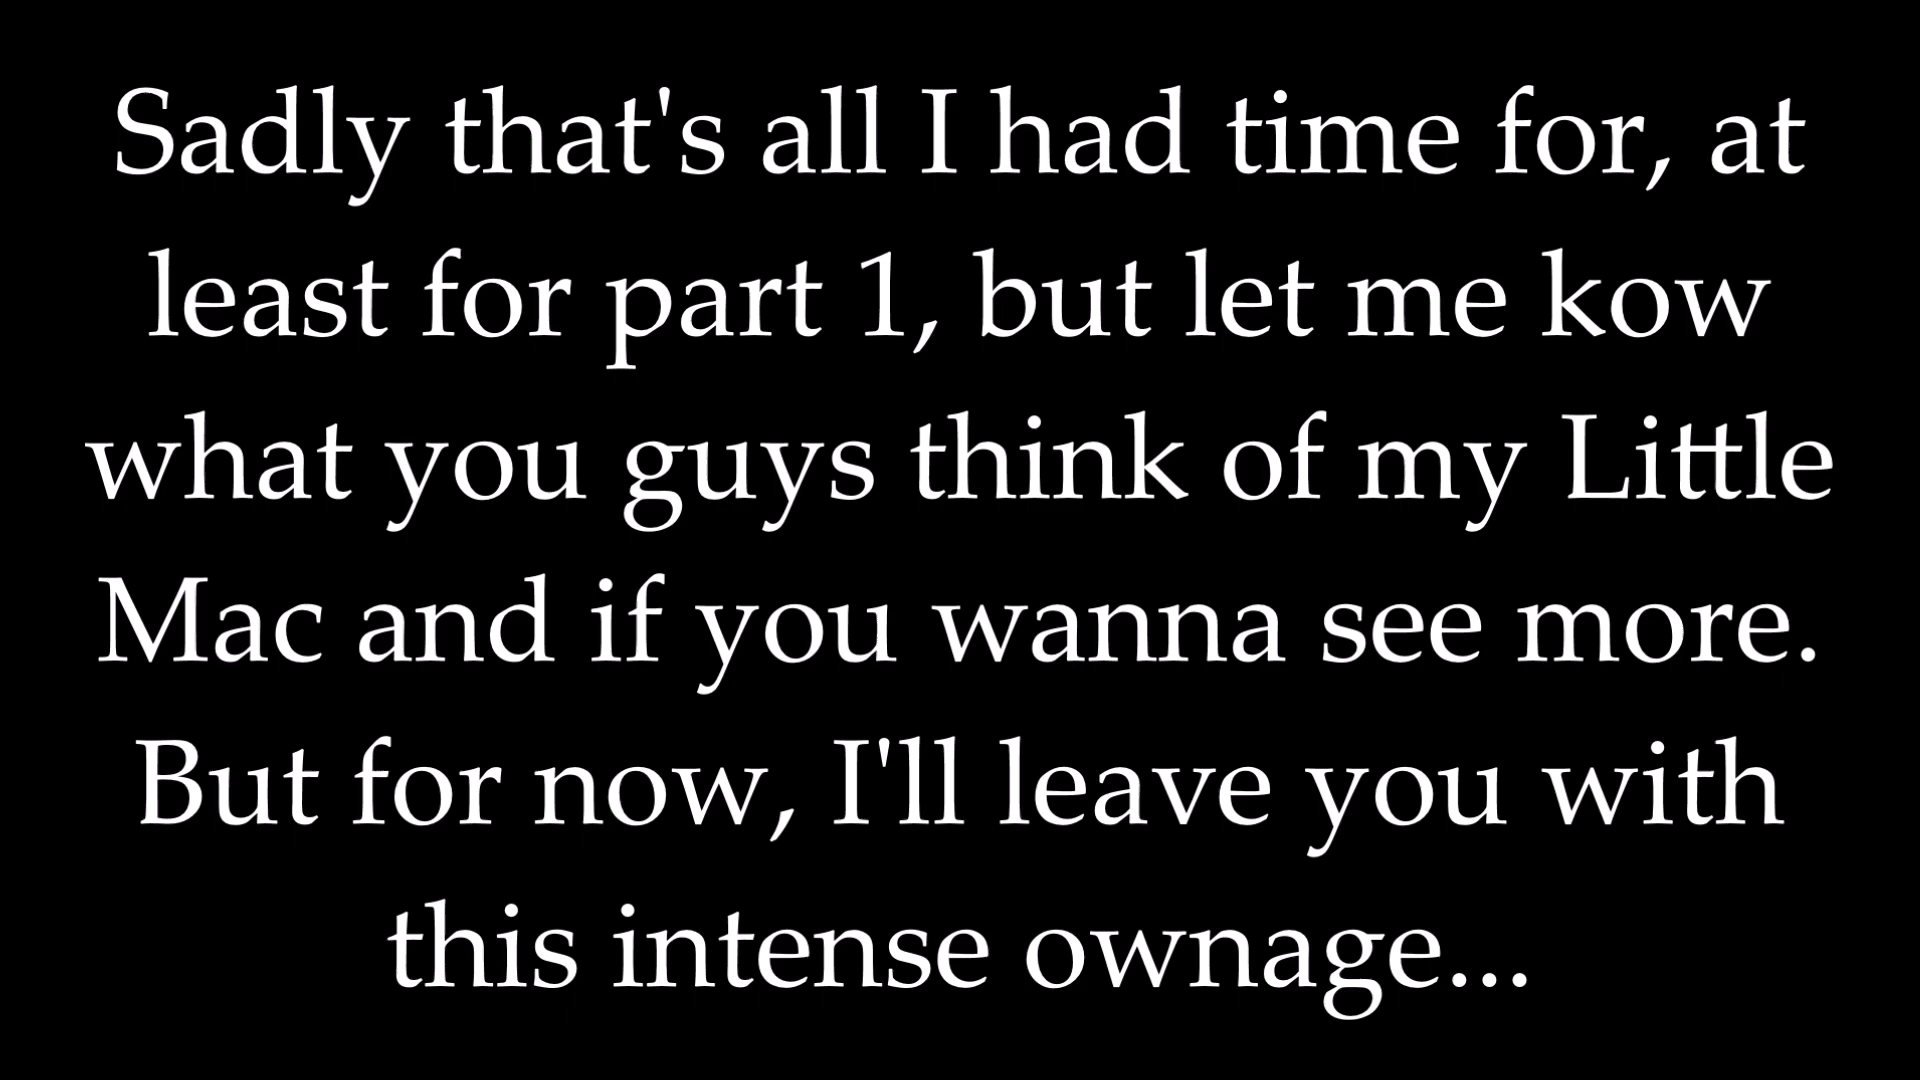 Sadly that's all I had time for, at
least for part 1, but let me kow
what you guys think of my Little
Mac and if you wanna see more.
But for now, I'll leave you with
this intense ownage...